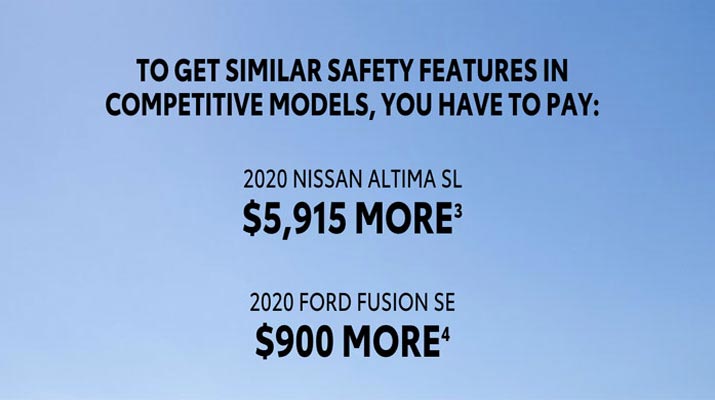 TO GET SIMILAR SAFETY FEATURES IN
COMPETITIVE MODELS, YOU HAVE TO PAY:
2020 NISSAN ALTIMA SL
$5,915 MORE³
2020 FORD FUSION SE
$900 MORE⁴